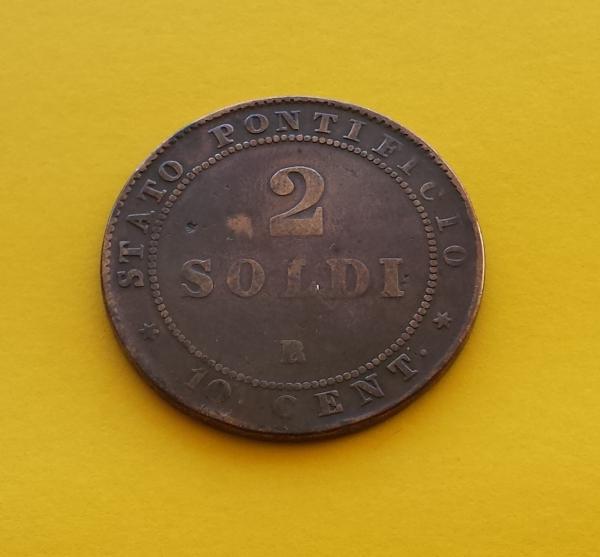 STATO PONTIFICIO
2
SOLDI
R
* 10 CENT. *